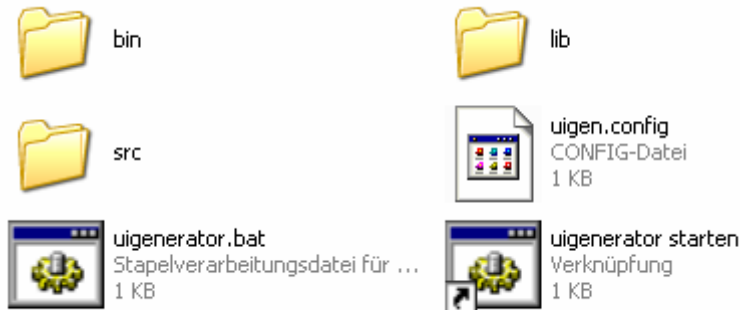 bin
lib
src
uigen.config
CONFIG-Datei
1 KB
uigenerator.bat
Stapelverarbeitungsdatei für ...
1 KB
uigenerator starten
Verknüpfung
1 KB